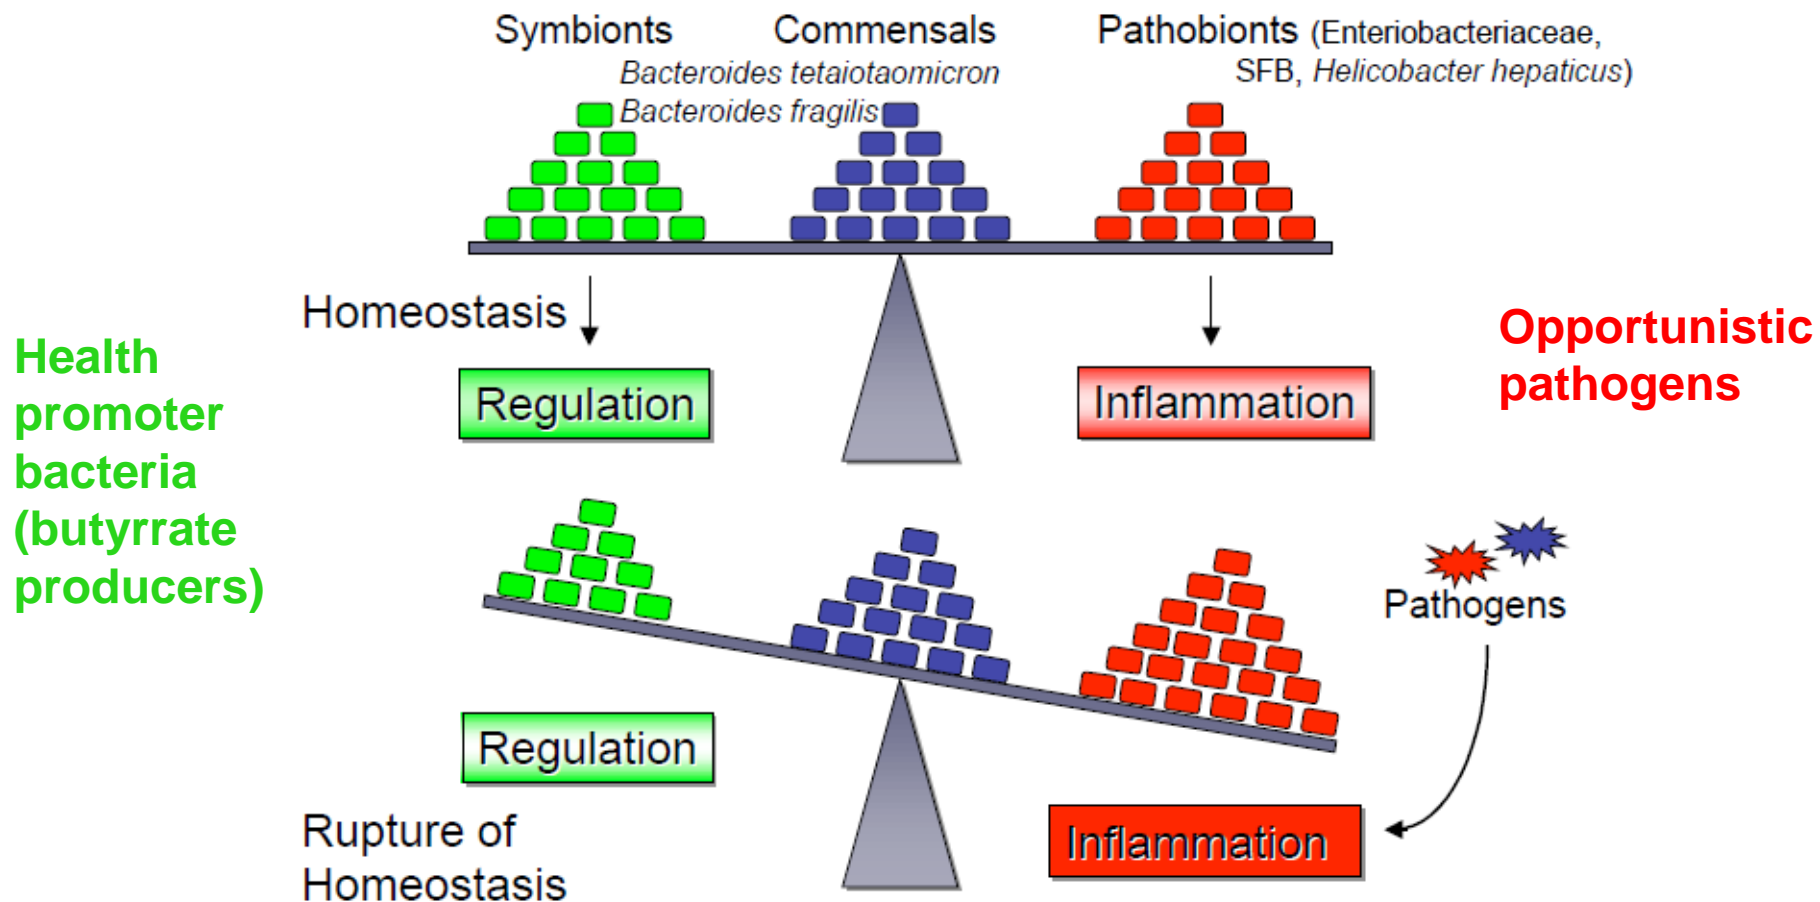 Symbionts
Commensals
Pathobionts (Enteriobacteriaceae,
SFB, Helicobacter hepaticus)
Bacteroides tetaiotaomicron
Bacteroides fragilis
Homeostasis
Health
promoter
bacteria
(butyrrate
producers)
Regulation
Inflammation
Opportunistic
pathogens
Pathogens
Regulation
Inflammation
Rupture of
Homeostasis